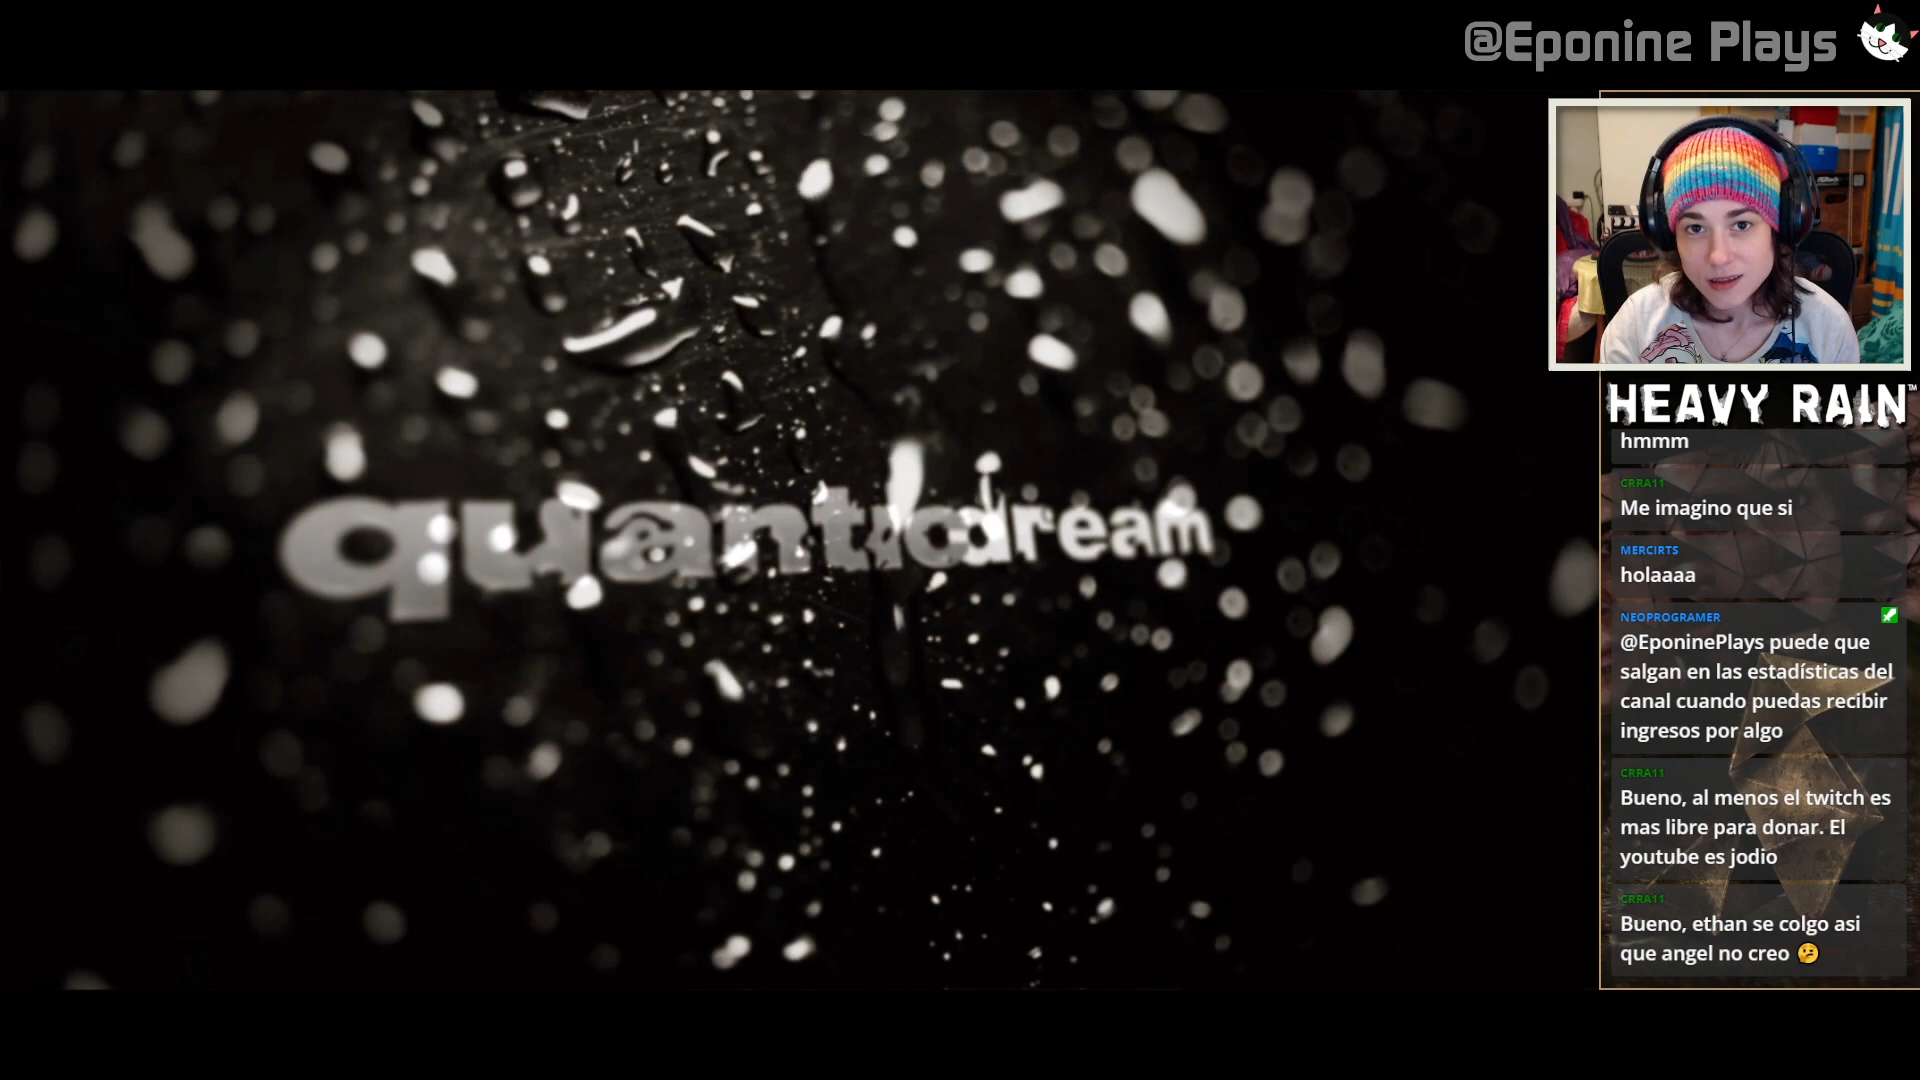 @Eponine Plays
quanticdream
HEAVY RAIN™
hmmm
CRRA11
Me imagino que si
MERCIRTS
holaaaa
NEOPROGRAMER
@EponinePlays puede que
salgan en las estadísticas del
canal cuando puedas recibir
ingresos por algo
CRRA11
Bueno, al menos el twitch es
mas libre para donar. El
youtube es jodio
CRRA11
Bueno, ethan se colgo asi
que angel no creo 🤔